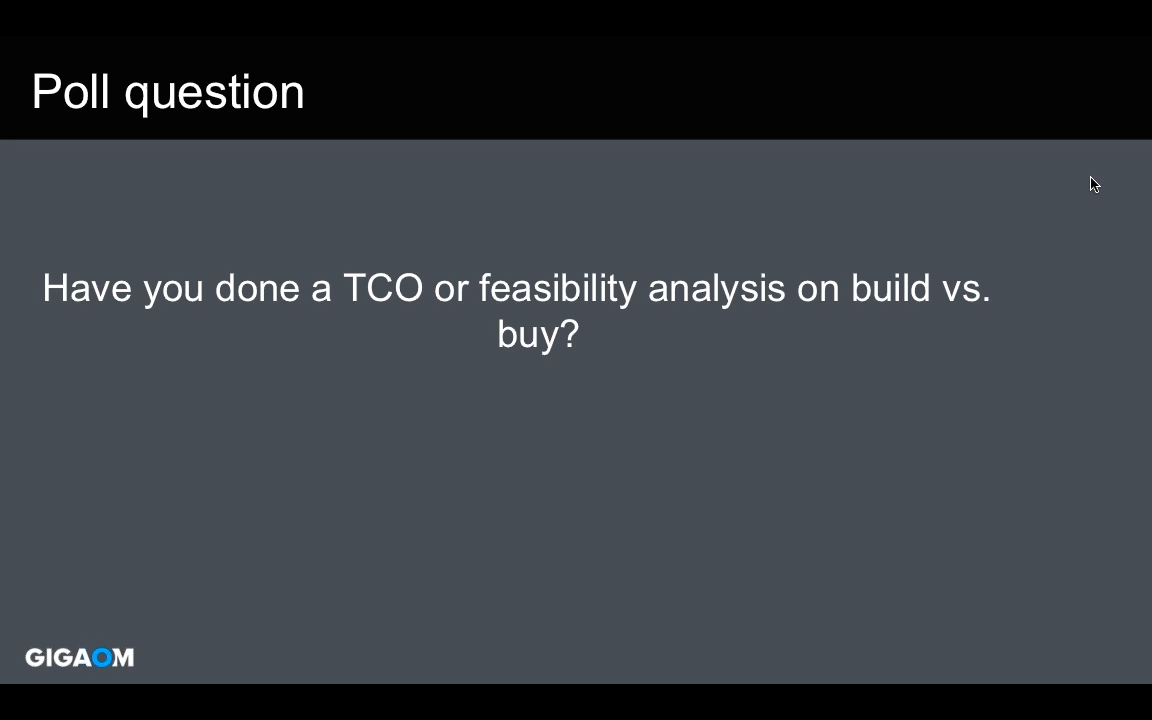 Poll question
Have you done a TCO or feasibility analysis on build vs.
buy?
GIGAOM